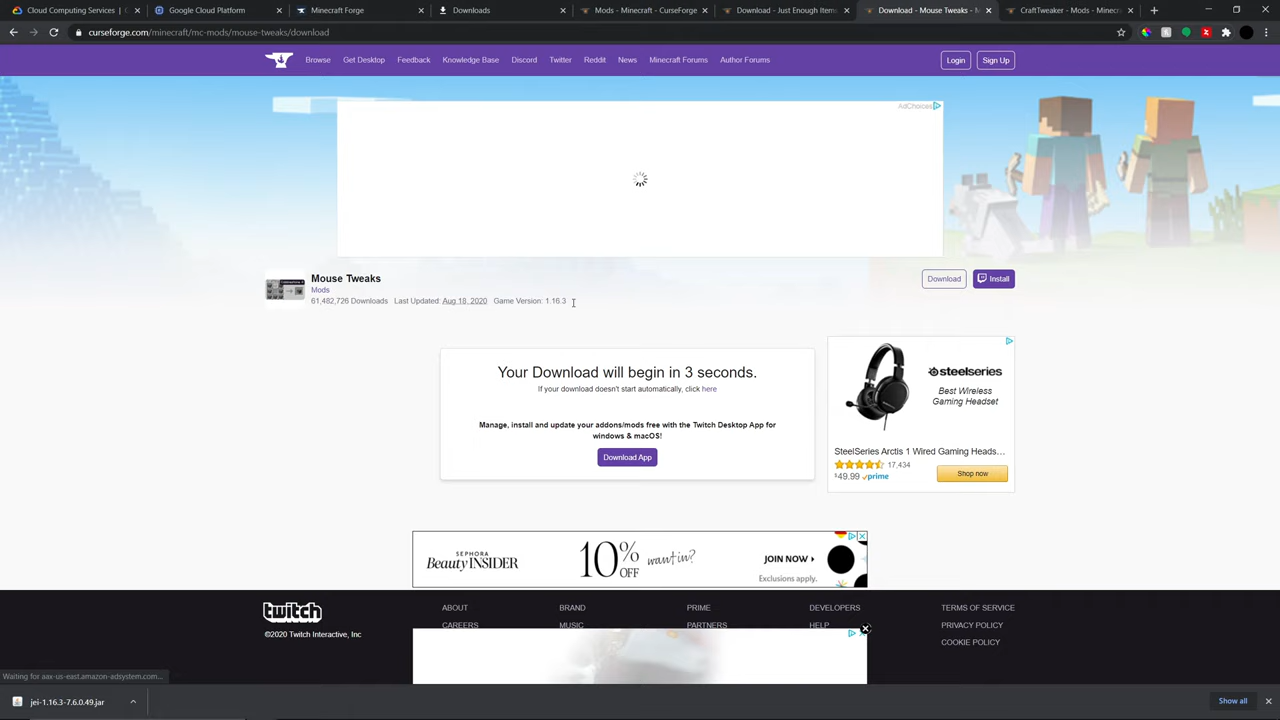 Cloud Computing Services | G
Google Cloud Platform
Downloads
Mods - Minecraft - CurseForge
Download - Just Enough Items
Download - Mouse Tweaks - M
CraftTweaker - Mods - Minecraf
curseforge.com/minecraft/mc-mods/mouse-tweaks/download
Browse Get Desktop Feedback Knowledge Base Discord Twitter Reddit News Minecraft Forums Author Forums Login Sign Up
AdChoices
Mouse Tweaks
Download Install
Mods
61,482,726 Downloads Last Updated: Aug 18, 2020 Game Version: 1.16.3
Your Download will begin in 3 seconds.
If your download doesn't start automatically, click here
Manage, install and update your addons/mods free with the Twitch Desktop App for
windows & macOS!
Download App
steelseries
Best Wireless
Gaming Headset
SteelSeries Arctis 1 Wired Gaming Heads...
17,434
$49.99 prime
Shop now
SEPHORA
Beauty INSIDER
10% OFF
want in?
JOIN NOW
Exclusions apply.
twitch
©2020 Twitch Interactive, Inc
ABOUT BRAND PRIME DEVELOPERS TERMS OF SERVICE
CAREERS MUSIC PARTNERS HELP PRIVACY POLICY
COOKIE POLICY
Waiting for aax-us-east.amazon-adsystem.com...
jei-1.16.3-7.6.0.49.jar
Show all